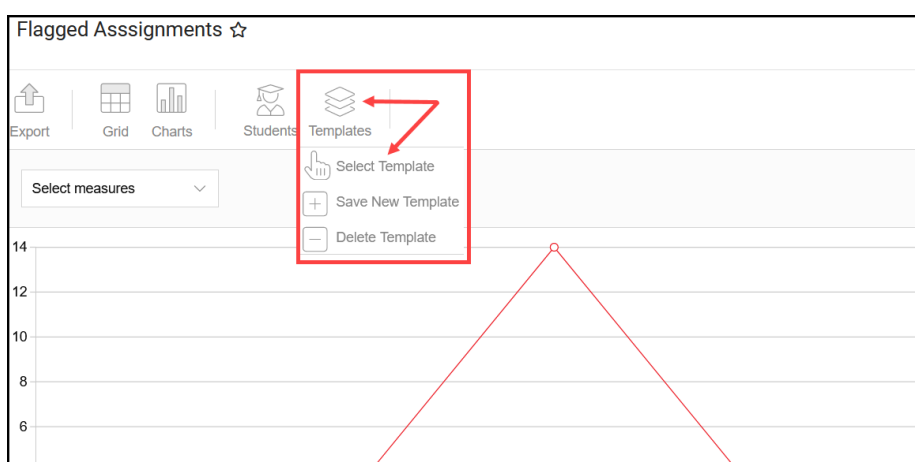 Flagged Asssignments
Export Grid Charts Students Templates
Select Template
Select measures
Save New Template
Delete Template
14
12
10
8
6